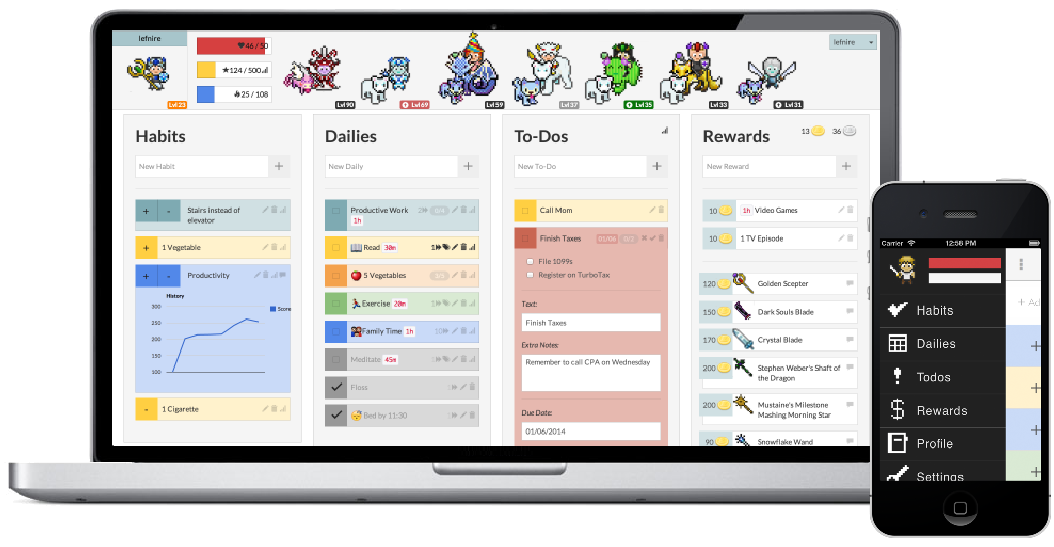 lefnire
46 / 50
124 / 500
25 / 108
Lvl 23
Lvl 90
Lvl 69
Lvl 59
Lvl 37
Lvl 35
Lvl 33
Lvl 31
lefnire
Habits
New Habit
+
+ - Stairs instead of
elevator
+ 1 Vegetable
+ - Productivity
History
300
250
200
150
100
Score
- 1 Cigarette
Dailies
New Daily
+
Productive Work
1h
Read 30m
5 Vegetables
Exercise 20m
Family Time 1h
Meditate 45m
Floss
Bed by 11:30
To-Dos
New To-Do
+
Call Mom
Finish Taxes 01/06
File 1099s
Register on TurboTax
Text:
Finish Taxes
Extra Notes:
Remember to call CPA on Wednesday
Due Date:
01/06/2014
Rewards
13 36
New Reward
+
10 1h Video Games
10 1 TV Episode
120 Golden Scepter
150 Dark Souls Blade
170 Crystal Blade
200 Stephen Weber's Shaft of
the Dragon
200 Mustaine's Milestone
Mashing Morning Star
90 Snowflake Wand
Carrier 12:58 PM
Habits
Dailies
Todos
Rewards
Profile
Settings
+ Ad
+
+
+
+